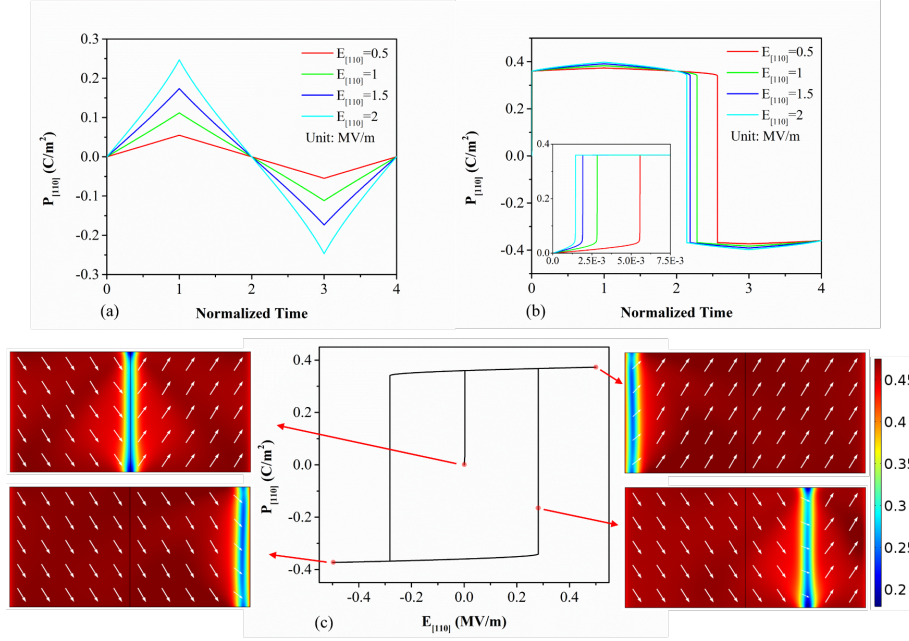 0.3
0.2
0.1
0.0
-0.1
-0.2
-0.3
P[110] (C/m²)
E[110]=0.5
E[110]=1
E[110]=1.5
E[110]=2
Unit: MV/m
0 1 2 3 4
(a) Normalized Time
0.4
0.2
0.0
-0.2
-0.4
P[110] (C/m²)
E[110]=0.5
E[110]=1
E[110]=1.5
E[110]=2
Unit: MV/m
0.4
0.2
0.0
0.0 2.5E-3 5.0E-3 7.5E-3
0 1 2 3 4
(b) Normalized Time
0.4
0.2
0.0
-0.2
-0.4
P[110] (C/m²)
-0.4 -0.2 0.0 0.2 0.4
(c) E[110] (MV/m)
0.45
0.4
0.35
0.3
0.25
0.2